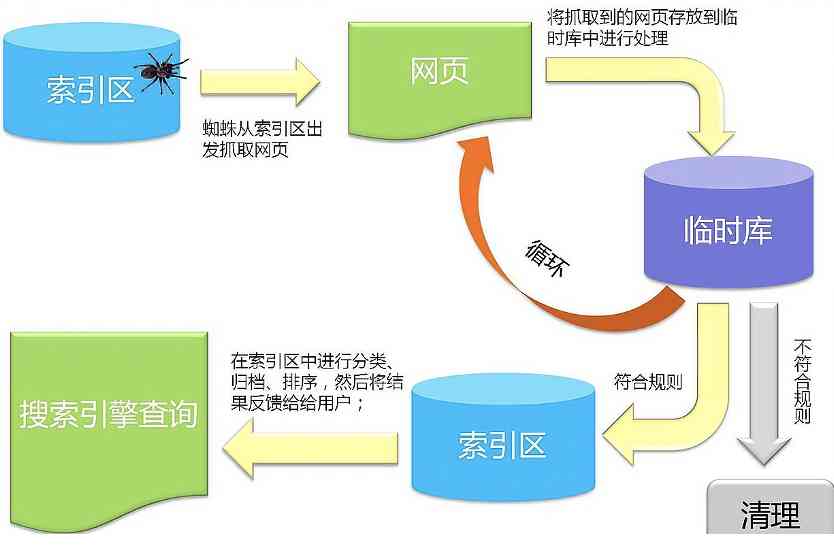 将抓取到的网页存放到临
时库中进行处理
索引区
网页
蜘蛛从索引区出
发抓取网页
临时库
循环
不符合规则
符合规则
在索引区中进行分类、
归档、排序，然后将结
果反馈给给用户；
搜索引擎查询
索引区
清理